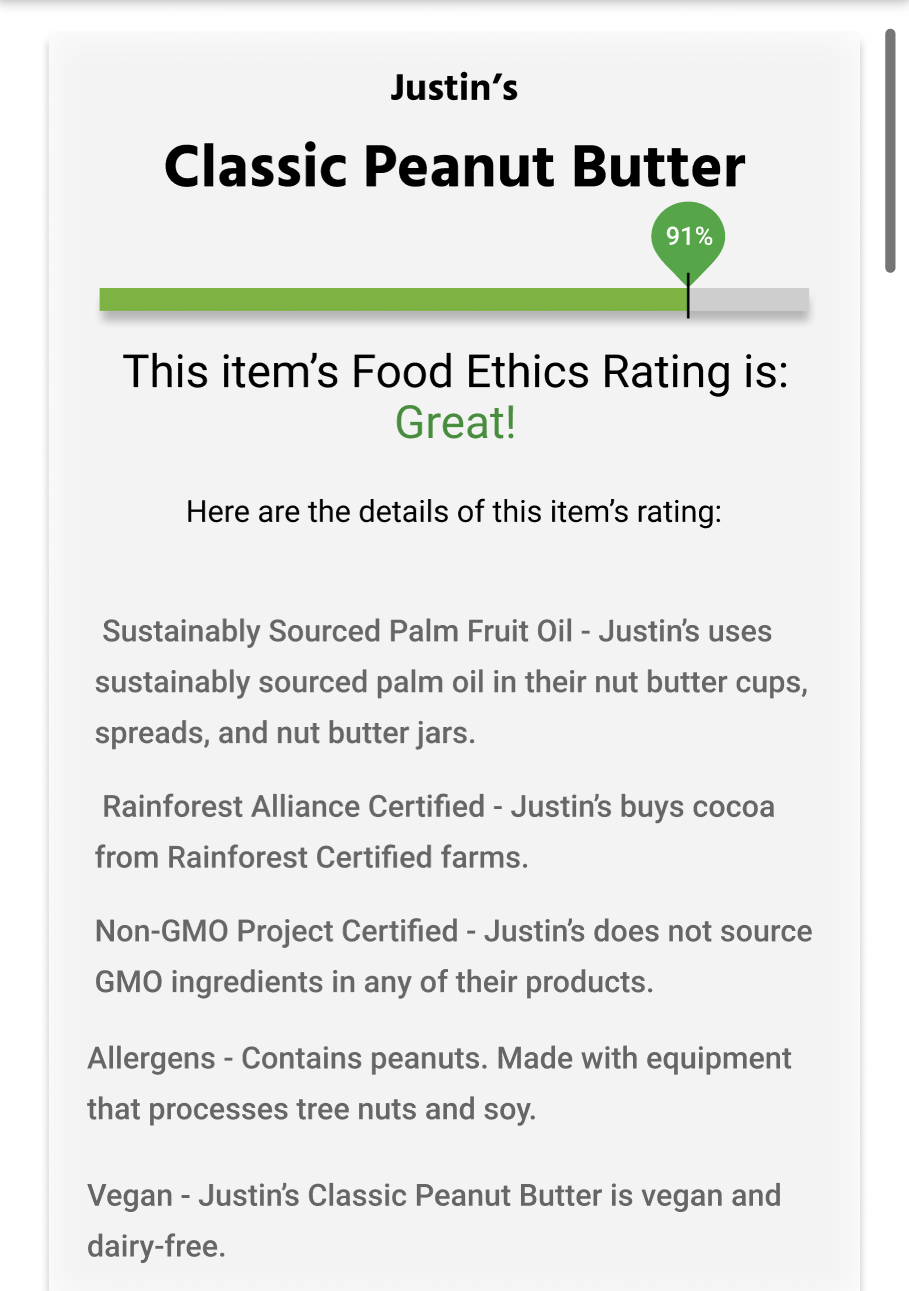 Justin’s
Classic Peanut Butter
91%
This item’s Food Ethics Rating is:
Great!
Here are the details of this item’s rating:
Sustainably Sourced Palm Fruit Oil - Justin’s uses
sustainably sourced palm oil in their nut butter cups,
spreads, and nut butter jars.
Rainforest Alliance Certified - Justin’s buys cocoa
from Rainforest Certified farms.
Non-GMO Project Certified - Justin’s does not source
GMO ingredients in any of their products.
Allergens - Contains peanuts. Made with equipment
that processes tree nuts and soy.
Vegan - Justin’s Classic Peanut Butter is vegan and
dairy-free.